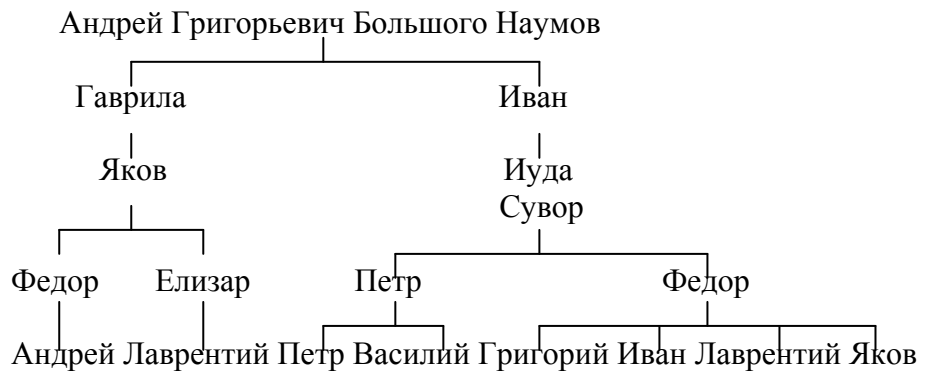 Андрей Григорьевич Большого Наумов
Гаврила Иван
Яков Иуда
Сувор
Федор Елизар Петр Федор
Андрей Лаврентий Петр Василий Григорий Иван Лаврентий Яков